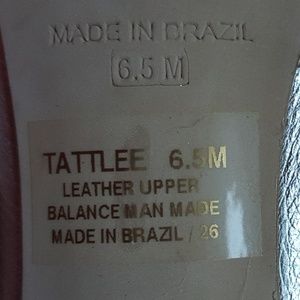 MADE IN BRAZIL
6.5 M
TATTLEE 6.5M
LEATHER UPPER
BALANCE MAN MADE
MADE IN BRAZIL / 26